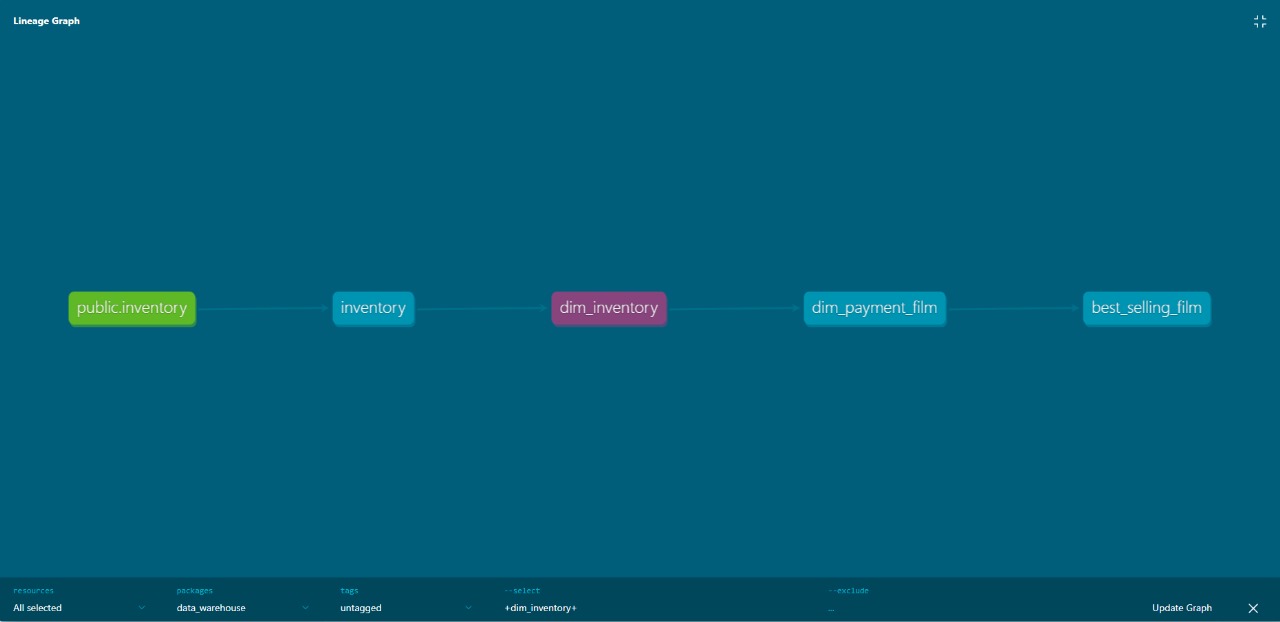 Lineage Graph
public.inventory
inventory
dim_inventory
dim_payment_film
best_selling_film
resources
packages
tags
--select
--exclude
All selected
data_warehouse
untagged
+dim_inventory+
...
Update Graph